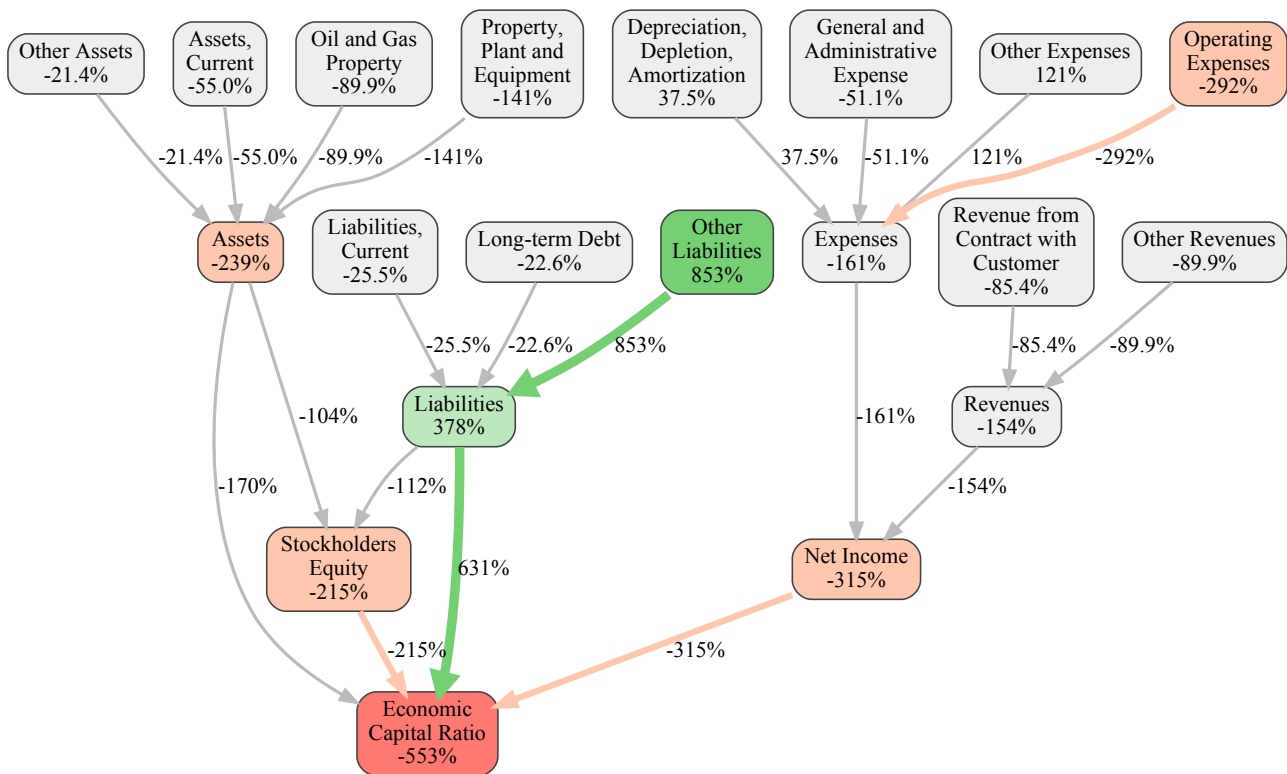 Other Assets
-21.4%
Assets,
Current
-55.0%
Oil and Gas
Property
-89.9%
Property,
Plant and
Equipment
-141%
Depreciation,
Depletion,
Amortization
37.5%
General and
Administrative
Expense
-51.1%
Other Expenses
121%
Operating
Expenses
-292%
-21.4%
-55.0%
-89.9%
-141%
37.5%
-51.1%
121%
-292%
Assets
-239%
Liabilities,
Current
-25.5%
Long-term Debt
-22.6%
Other
Liabilities
853%
Expenses
-161%
Revenue from
Contract with
Customer
-85.4%
Other Revenues
-89.9%
-25.5%
-22.6%
853%
-85.4%
-89.9%
-104%
Liabilities
378%
-161%
Revenues
-154%
-170%
-112%
-154%
Stockholders
Equity
-215%
631%
Net Income
-315%
-215%
-315%
Economic
Capital Ratio
-553%